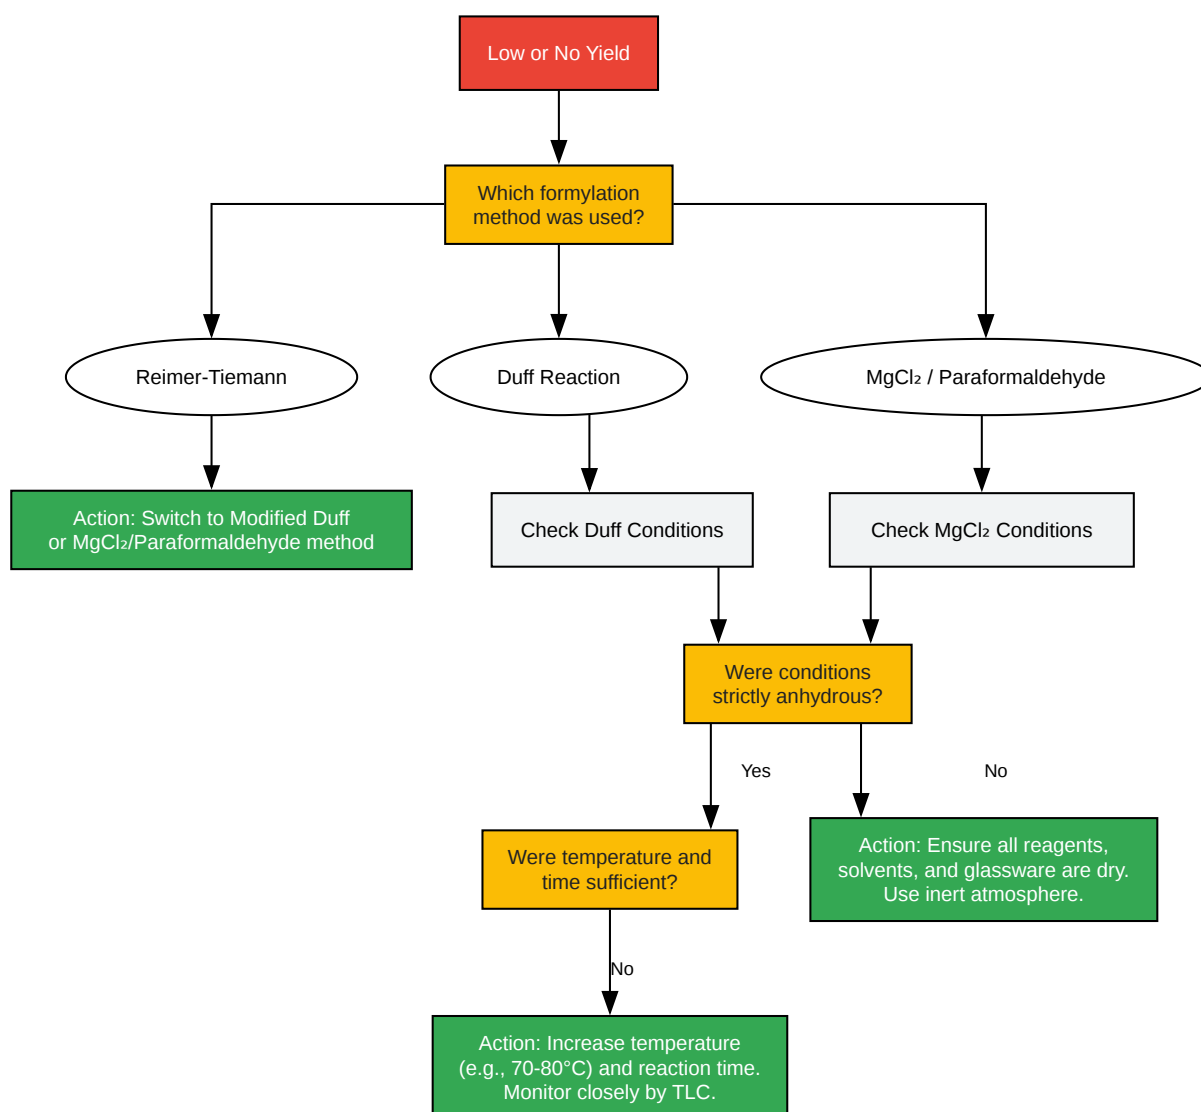 Low or No Yield
Which formylation
method was used?
Reimer-Tiemann
Duff Reaction
MgCl₂ / Paraformaldehyde
Action: Switch to Modified Duff
or MgCl₂/Paraformaldehyde method
Check Duff Conditions
Check MgCl₂ Conditions
Were conditions
strictly anhydrous?
Yes
No
Were temperature and
time sufficient?
Action: Ensure all reagents,
solvents, and glassware are dry.
Use inert atmosphere.
No
Action: Increase temperature
(e.g., 70-80°C) and reaction time.
Monitor closely by TLC.